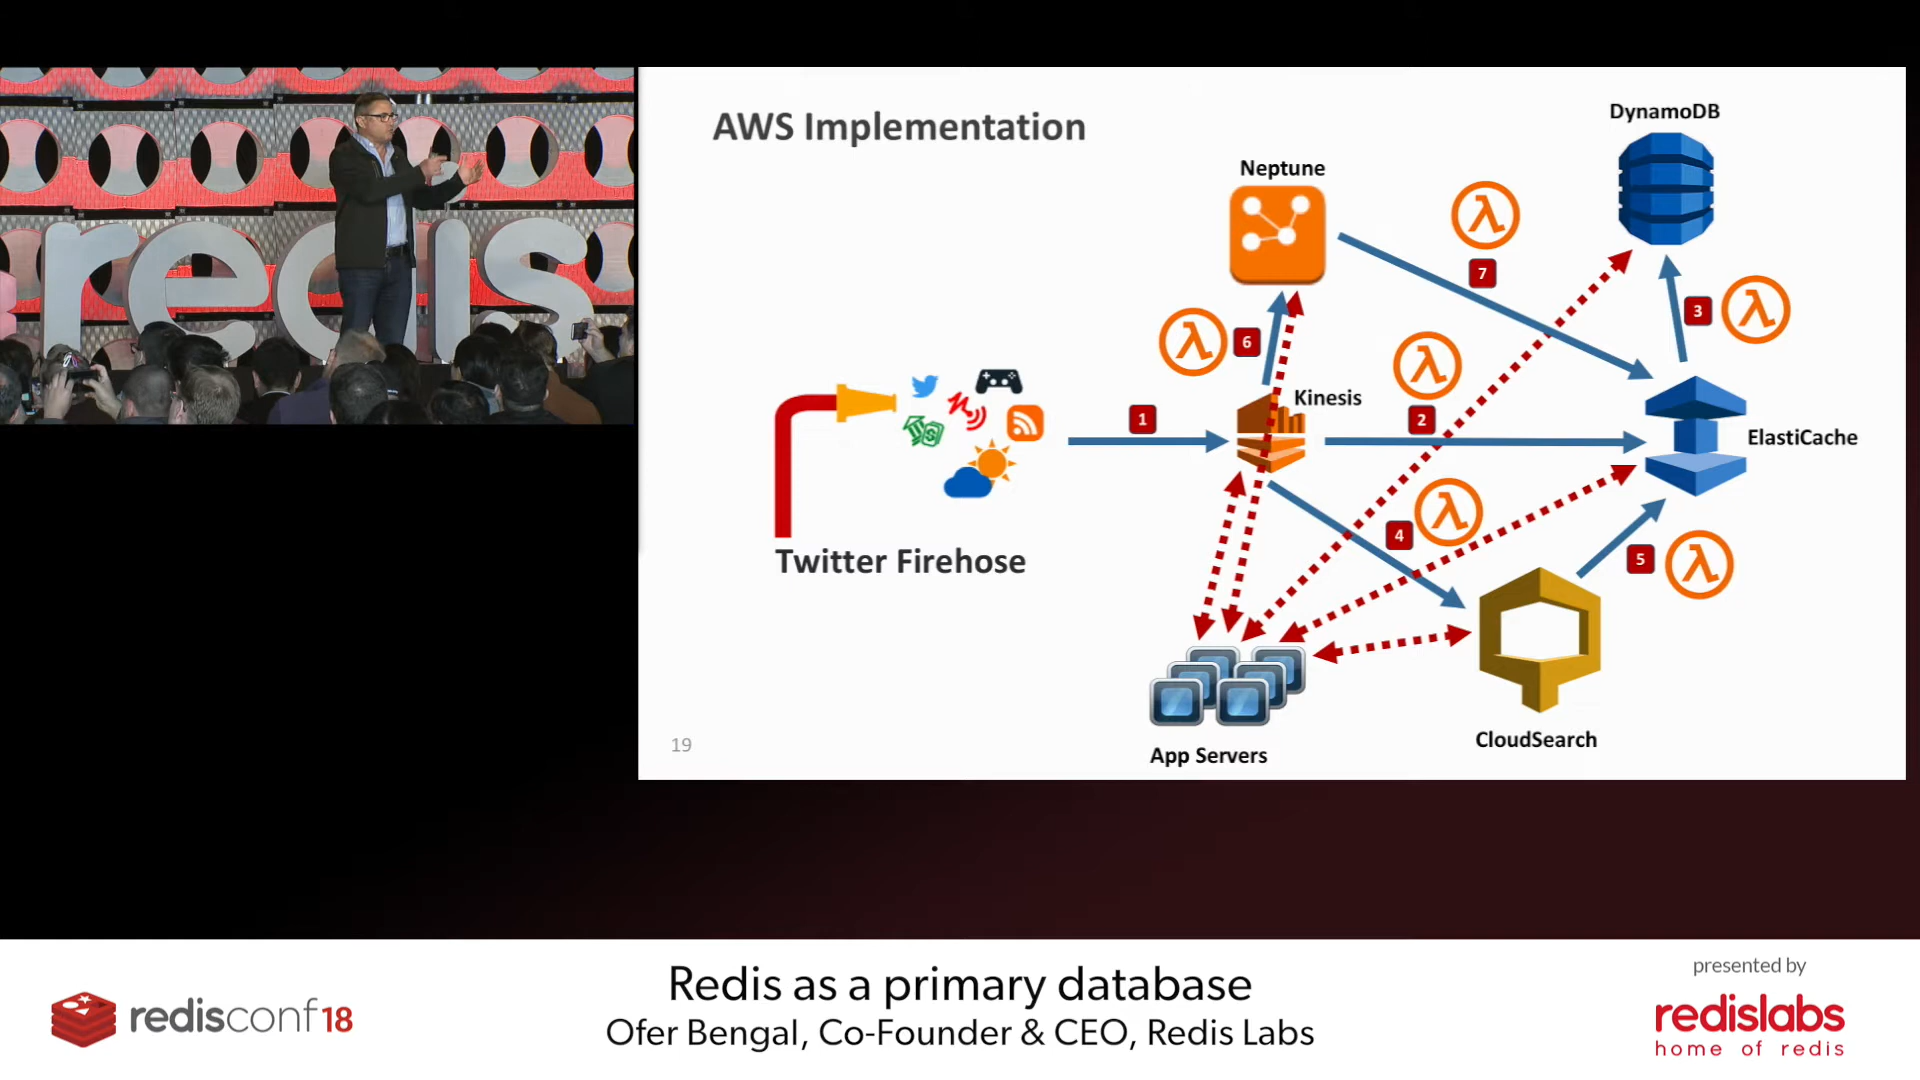 redis
AWS Implementation
DynamoDB
Neptune
λ
7
λ
3
λ
6
λ
Kinesis
1
2
ElastiCache
4
λ
5
λ
Twitter Firehose
$
App Servers
CloudSearch
19
redisconf18
Redis as a primary database
Ofer Bengal, Co-Founder & CEO, Redis Labs
presented by
redislabs
home of redis